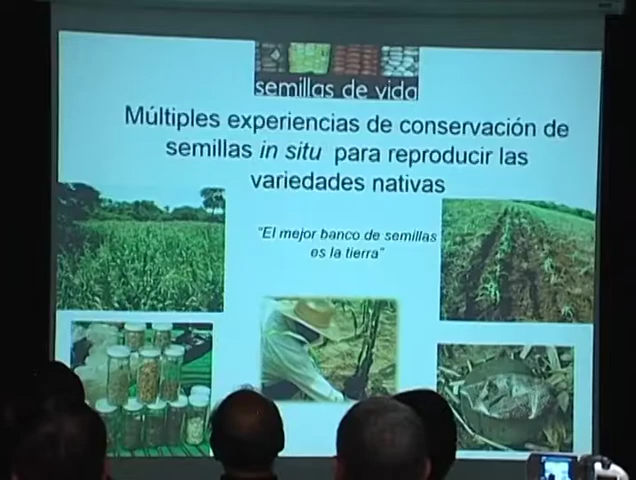 semillas de vida
Múltiples experiencias de conservación de
semillas in situ para reproducir las
variedades nativas
"El mejor banco de semillas
es la tierra"